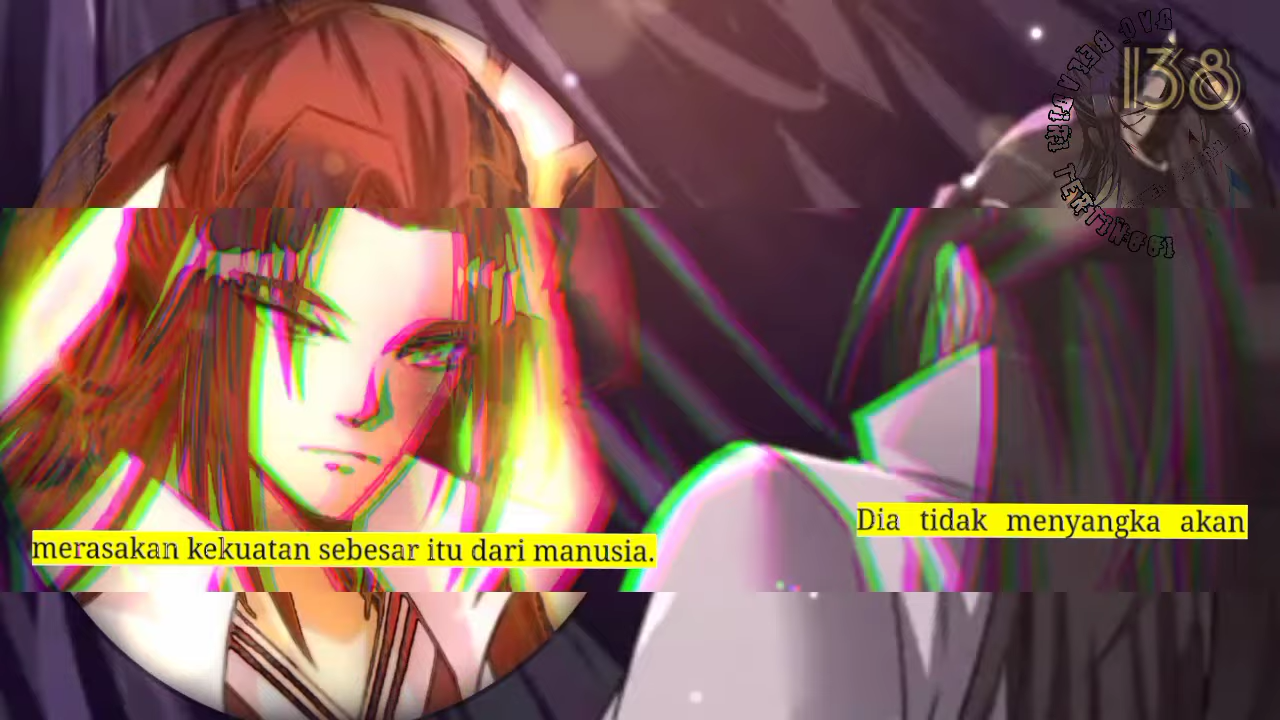 138
Dia tidak menyangka akan
merasakan kekuatan sebesar itu dari manusia.